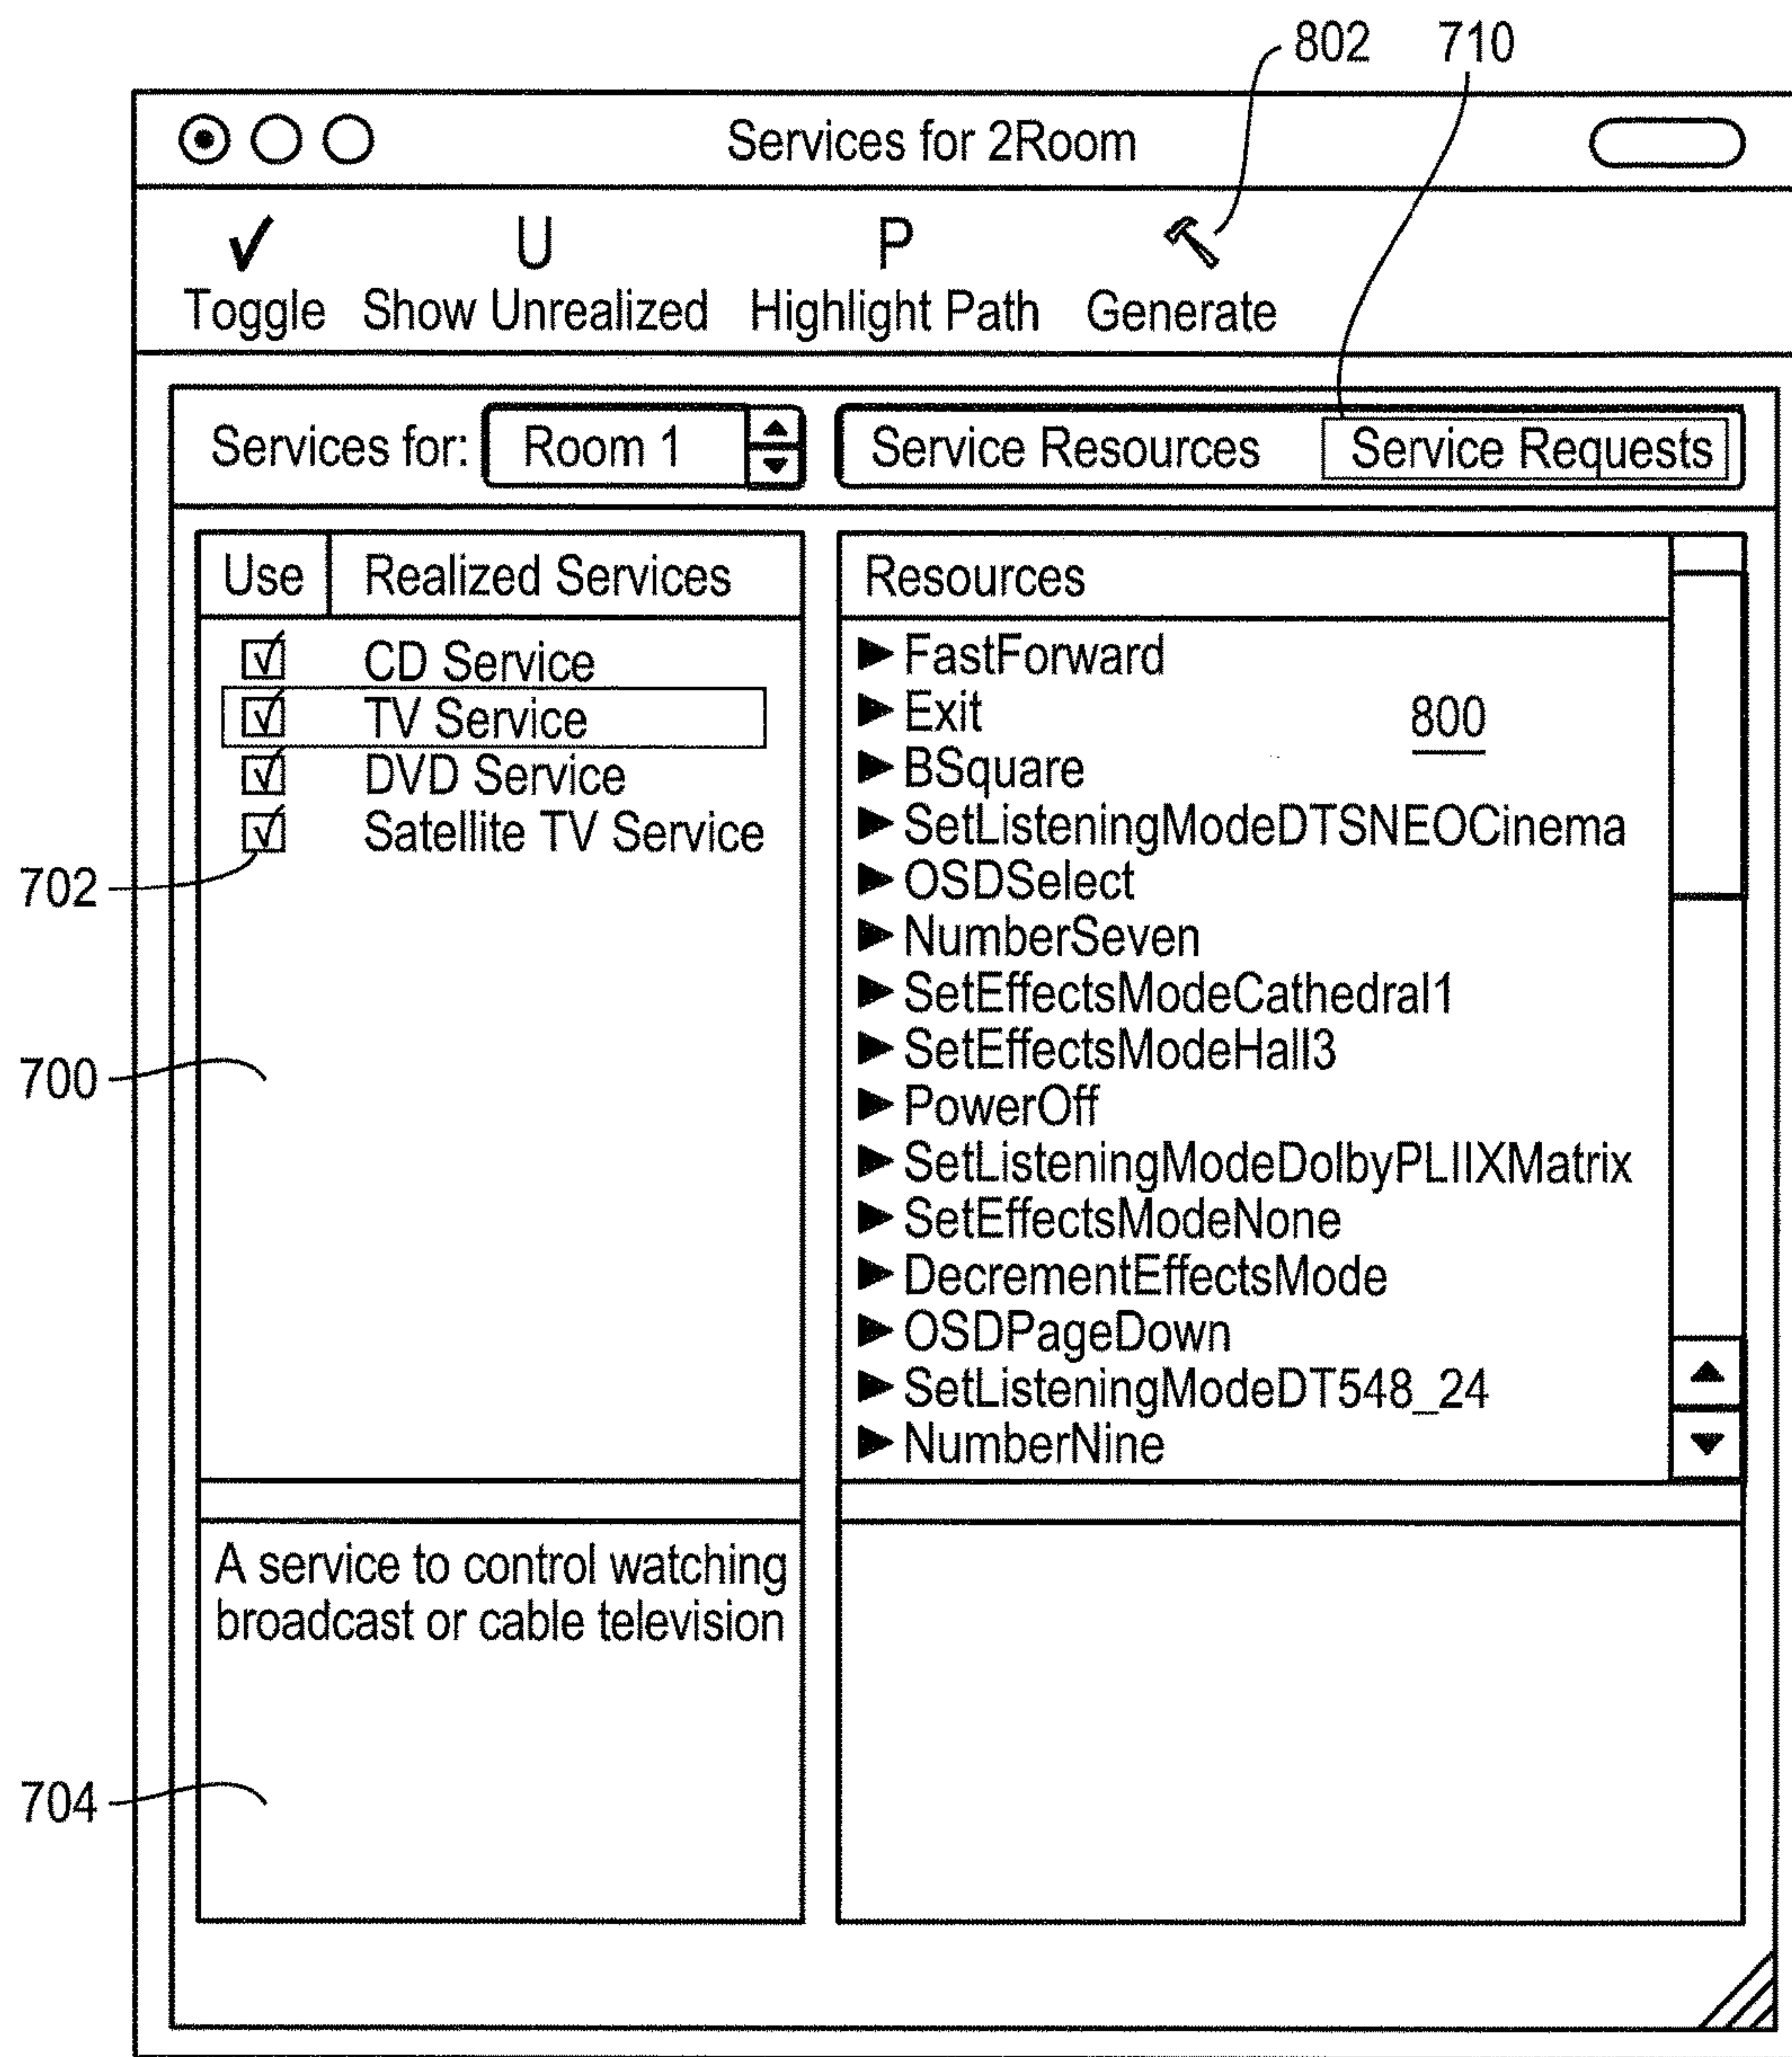 802 710
Services for 2Room
U P
Toggle Show Unrealized Highlight Path Generate
Services for: Room 1 Service Resources Service Requests
Use Realized Services
CD Service
TV Service
DVD Service
Satellite TV Service
702
700
Resources
FastForward
Exit 800
BSquare
SetListeningModeDTSNEOCinema
OSDSelect
NumberSeven
SetEffectsModeCathedral1
SetEffectsModeHall3
PowerOff
SetListeningModeDolbyPLIIXMatrix
SetEffectsModeNone
DecrementEffectsMode
OSDPageDown
SetListeningModeDT548_24
NumberNine
A service to control watching
broadcast or cable television
704